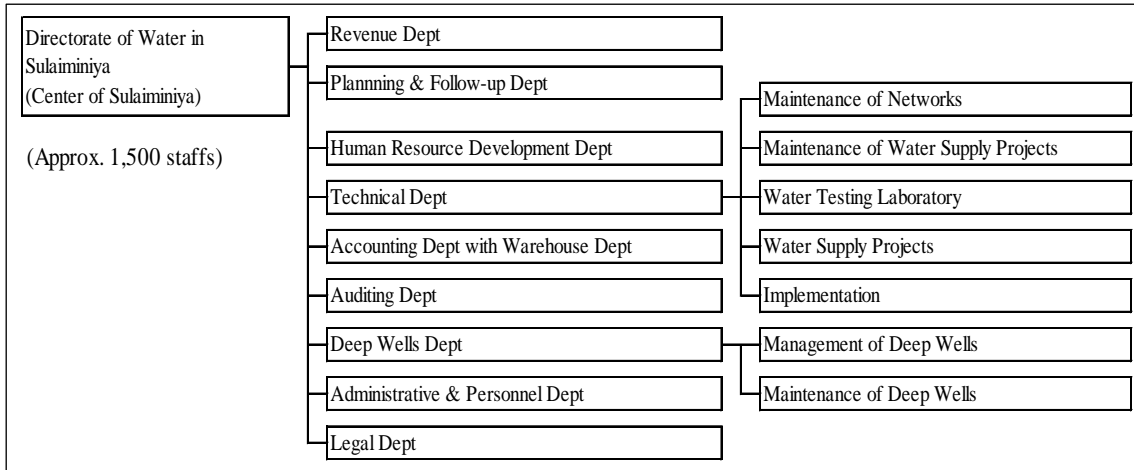 Directorate of Water in
Sulaiminiya
(Center of Sulaiminiya)
(Approx. 1,500 staffs)
Revenue Dept
Plannning & Follow-up Dept
Human Resource Development Dept
Technical Dept
Accounting Dept with Warehouse Dept
Auditing Dept
Deep Wells Dept
Administrative & Personnel Dept
Legal Dept
Maintenance of Networks
Maintenance of Water Supply Projects
Water Testing Laboratory
Water Supply Projects
Implementation
Management of Deep Wells
Maintenance of Deep Wells